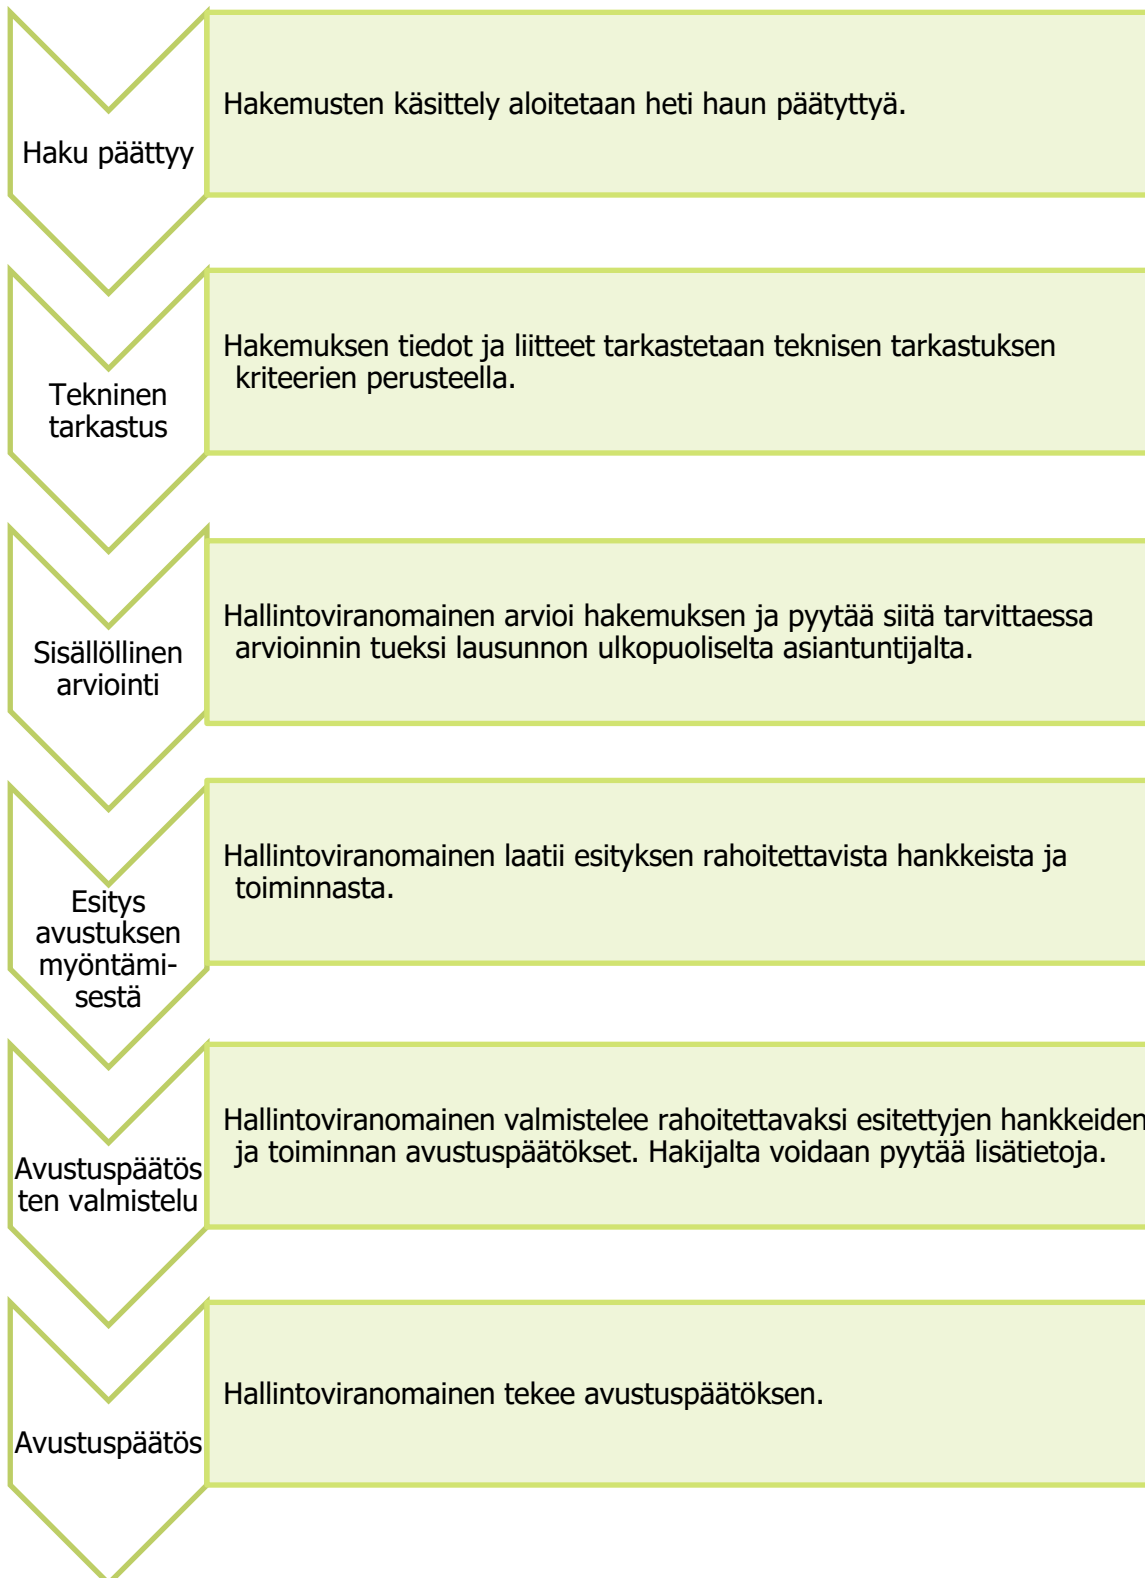 Haku päättyy
Hakemusten käsittely aloitetaan heti haun päätyttyä.
Tekninen
tarkastus
Hakemuksen tiedot ja liitteet tarkastetaan teknisen tarkastuksen
kriteerien perusteella.
Sisällöllinen
arviointi
Hallintoviranomainen arvioi hakemuksen ja pyytää siitä tarvittaessa
arvioinnin tueksi lausunnon ulkopuoliselta asiantuntijalta.
Esitys
avustuksen
myöntämi-
sestä
Hallintoviranomainen laatii esityksen rahoitettavista hankkeista ja
toiminnasta.
Avustuspäätös
ten valmistelu
Hallintoviranomainen valmistelee rahoitettavaksi esitettyjen hankkeiden
ja toiminnan avustuspäätökset. Hakijalta voidaan pyytää lisätietoja.
Avustuspäätös
Hallintoviranomainen tekee avustuspäätöksen.